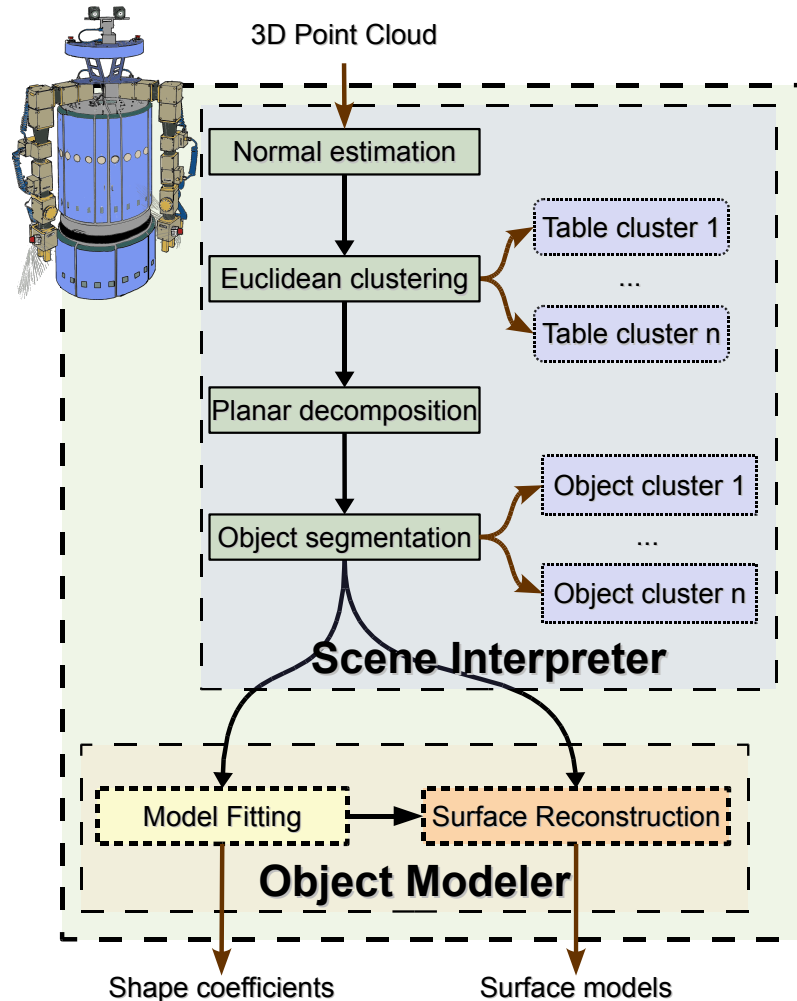 3D Point Cloud
Normal estimation
Table cluster 1
Euclidean clustering
...
Table cluster n
Planar decomposition
Object cluster 1
Object segmentation
...
Object cluster n
Scene Interpreter
Model Fitting
Surface Reconstruction
Object Modeler
Shape coefficients
Surface models